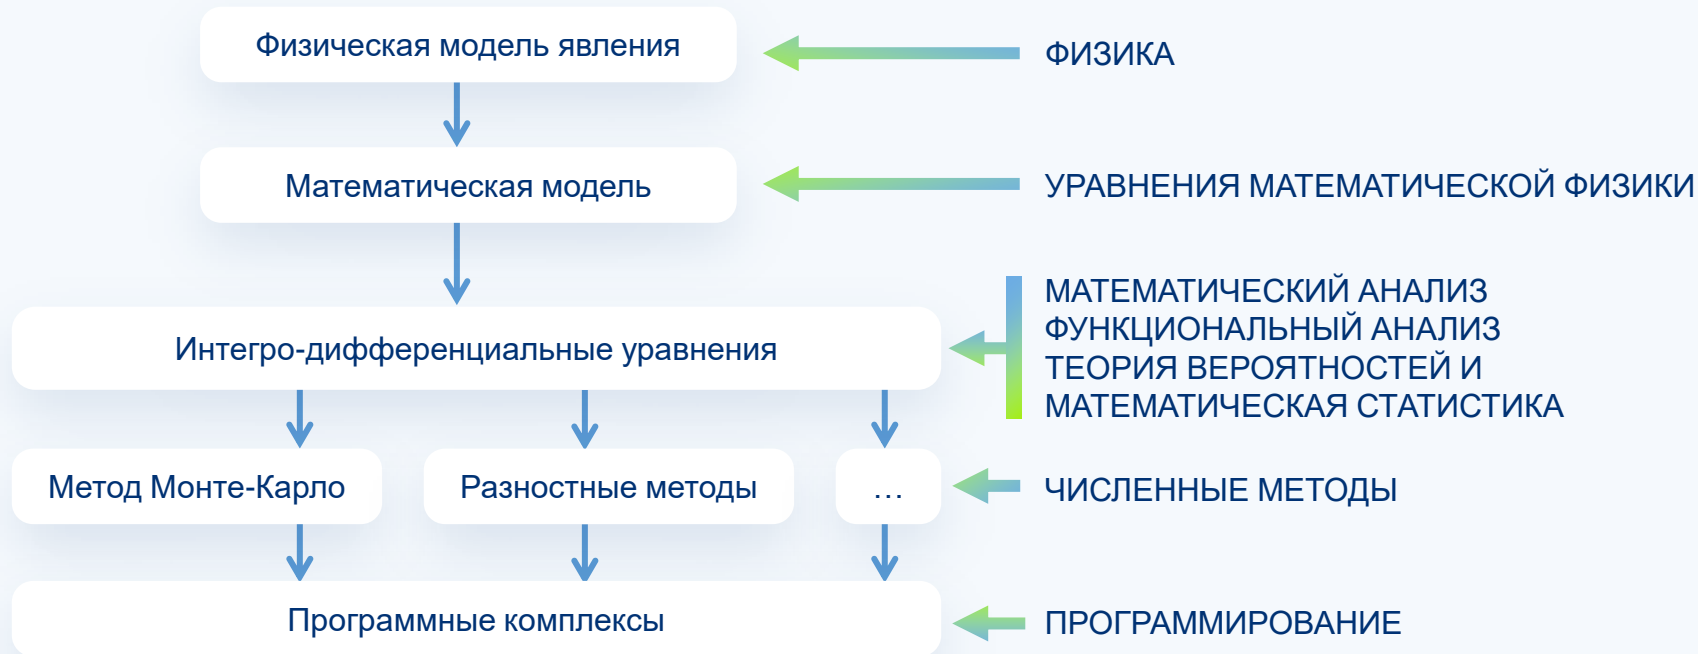 Физическая модель явления
ФИЗИКА
Математическая модель
УРАВНЕНИЯ МАТЕМАТИЧЕСКОЙ ФИЗИКИ
Интегро-дифференциальные уравнения
МАТЕМАТИЧЕСКИЙ АНАЛИЗ
ФУНКЦИОНАЛЬНЫЙ АНАЛИЗ
ТЕОРИЯ ВЕРОЯТНОСТЕЙ И
МАТЕМАТИЧЕСКАЯ СТАТИСТИКА
Метод Монте-Карло
Разностные методы
...
ЧИСЛЕННЫЕ МЕТОДЫ
Программные комплексы
ПРОГРАММИРОВАНИЕ